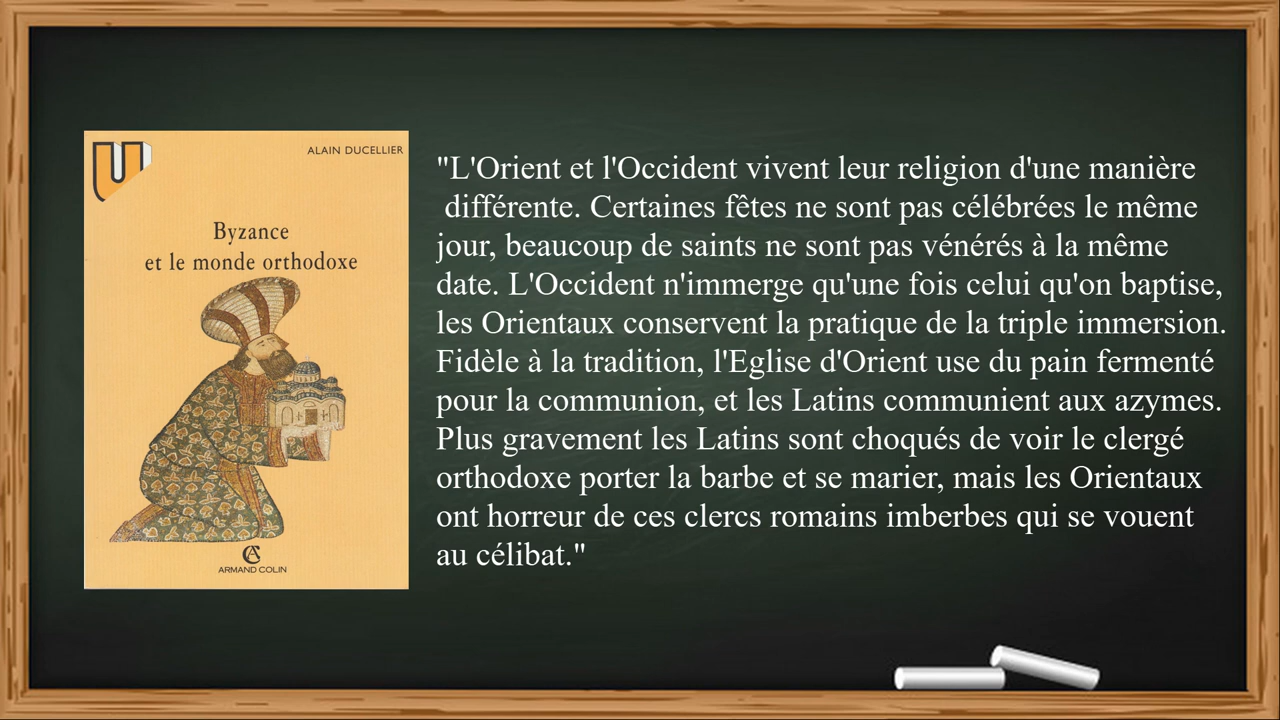 U
ALAIN DUCELLIER
Byzance
et le monde orthodoxe
ARMAND COLIN
"L'Orient et l'Occident vivent leur religion d'une manière
différente. Certaines fêtes ne sont pas célébrées le même
jour, beaucoup de saints ne sont pas vénérés à la même
date. L'Occident n'immerge qu'une fois celui qu'on baptise,
les Orientaux conservent la pratique de la triple immersion.
Fidèle à la tradition, l'Eglise d'Orient use du pain fermenté
pour la communion, et les Latins communient aux azymes.
Plus gravement les Latins sont choqués de voir le clergé
orthodoxe porter la barbe et se marier, mais les Orientaux
ont horreur de ces clercs romains imberbes qui se vouent
au célibat."